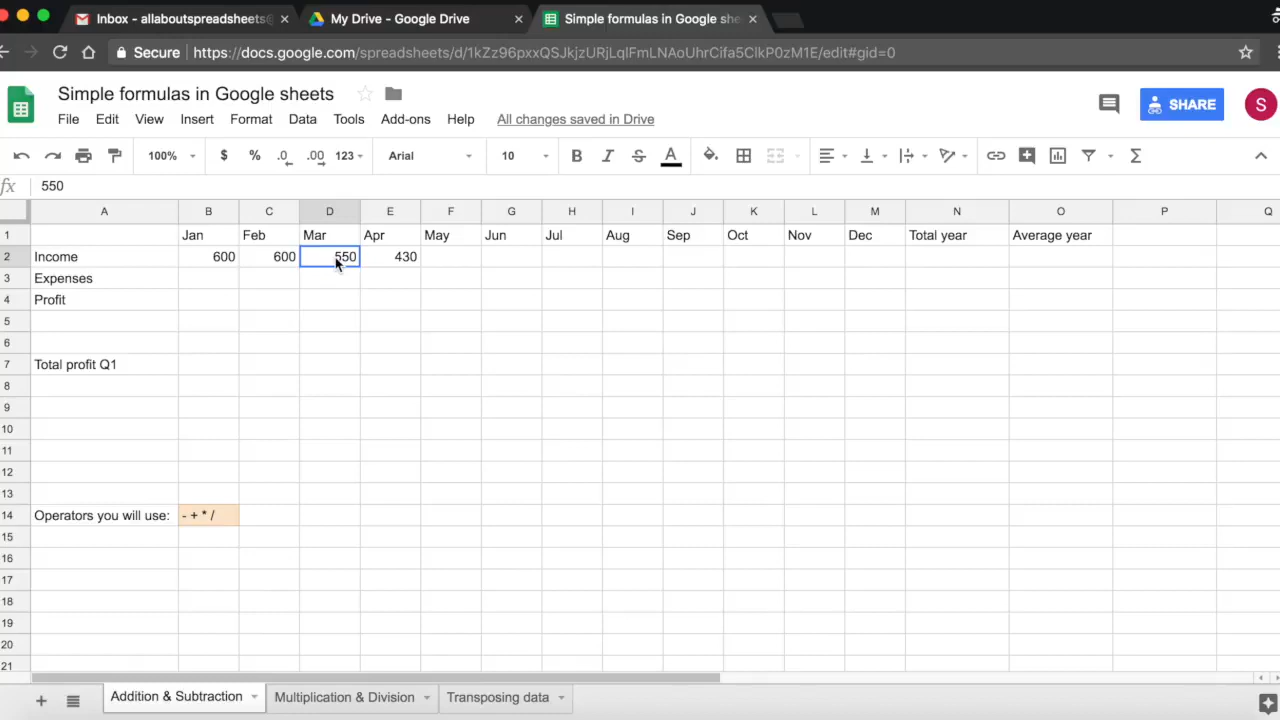 Inbox - allaboutspreadsheets@
My Drive - Google Drive
Simple formulas in Google she
Secure https://docs.google.com/spreadsheets/d/1kZz96pxxQSJkjzURjLqlFmLNAoUhrCifa5ClkP0zM1E/edit#gid=0
Simple formulas in Google sheets
SHARE
S
File Edit View Insert Format Data Tools Add-ons Help All changes saved in Drive
100% $ % .0 .00 123 Arial 10 B I S A Σ
fx 550
A B C D E F G H I J K L M N O P Q
1 Jan Feb Mar Apr May Jun Jul Aug Sep Oct Nov Dec Total year Average year
2 Income 600 600 550 430
3 Expenses
4 Profit
5
6
7 Total profit Q1
8
9
10
11
12
13
14 Operators you will use: - + * /
15
16
17
18
19
20
21
+ Addition & Subtraction Multiplication & Division Transposing data